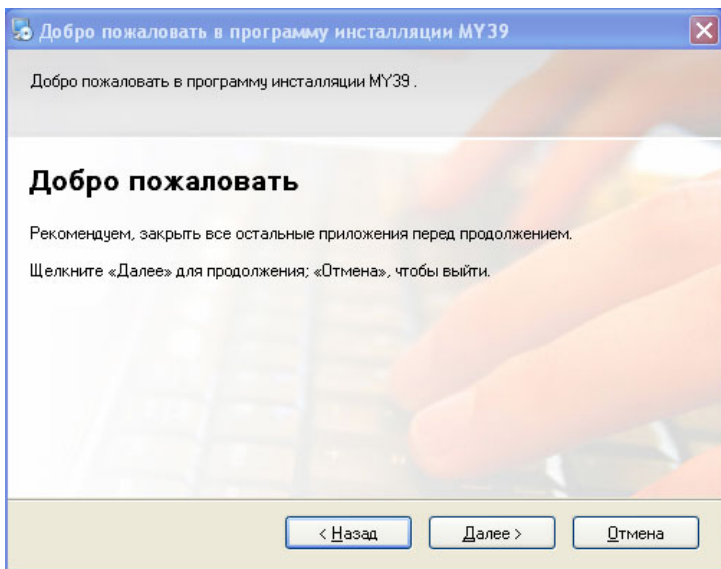 Добро пожаловать в программу инсталляции MY39
Добро пожаловать в программу инсталляции MY39 .
Добро пожаловать
Рекомендуем, закрыть все остальные приложения перед продолжением.
Щелкните «Далее» для продолжения; «Отмена», чтобы выйти.
< Назад
Далее >
Отмена